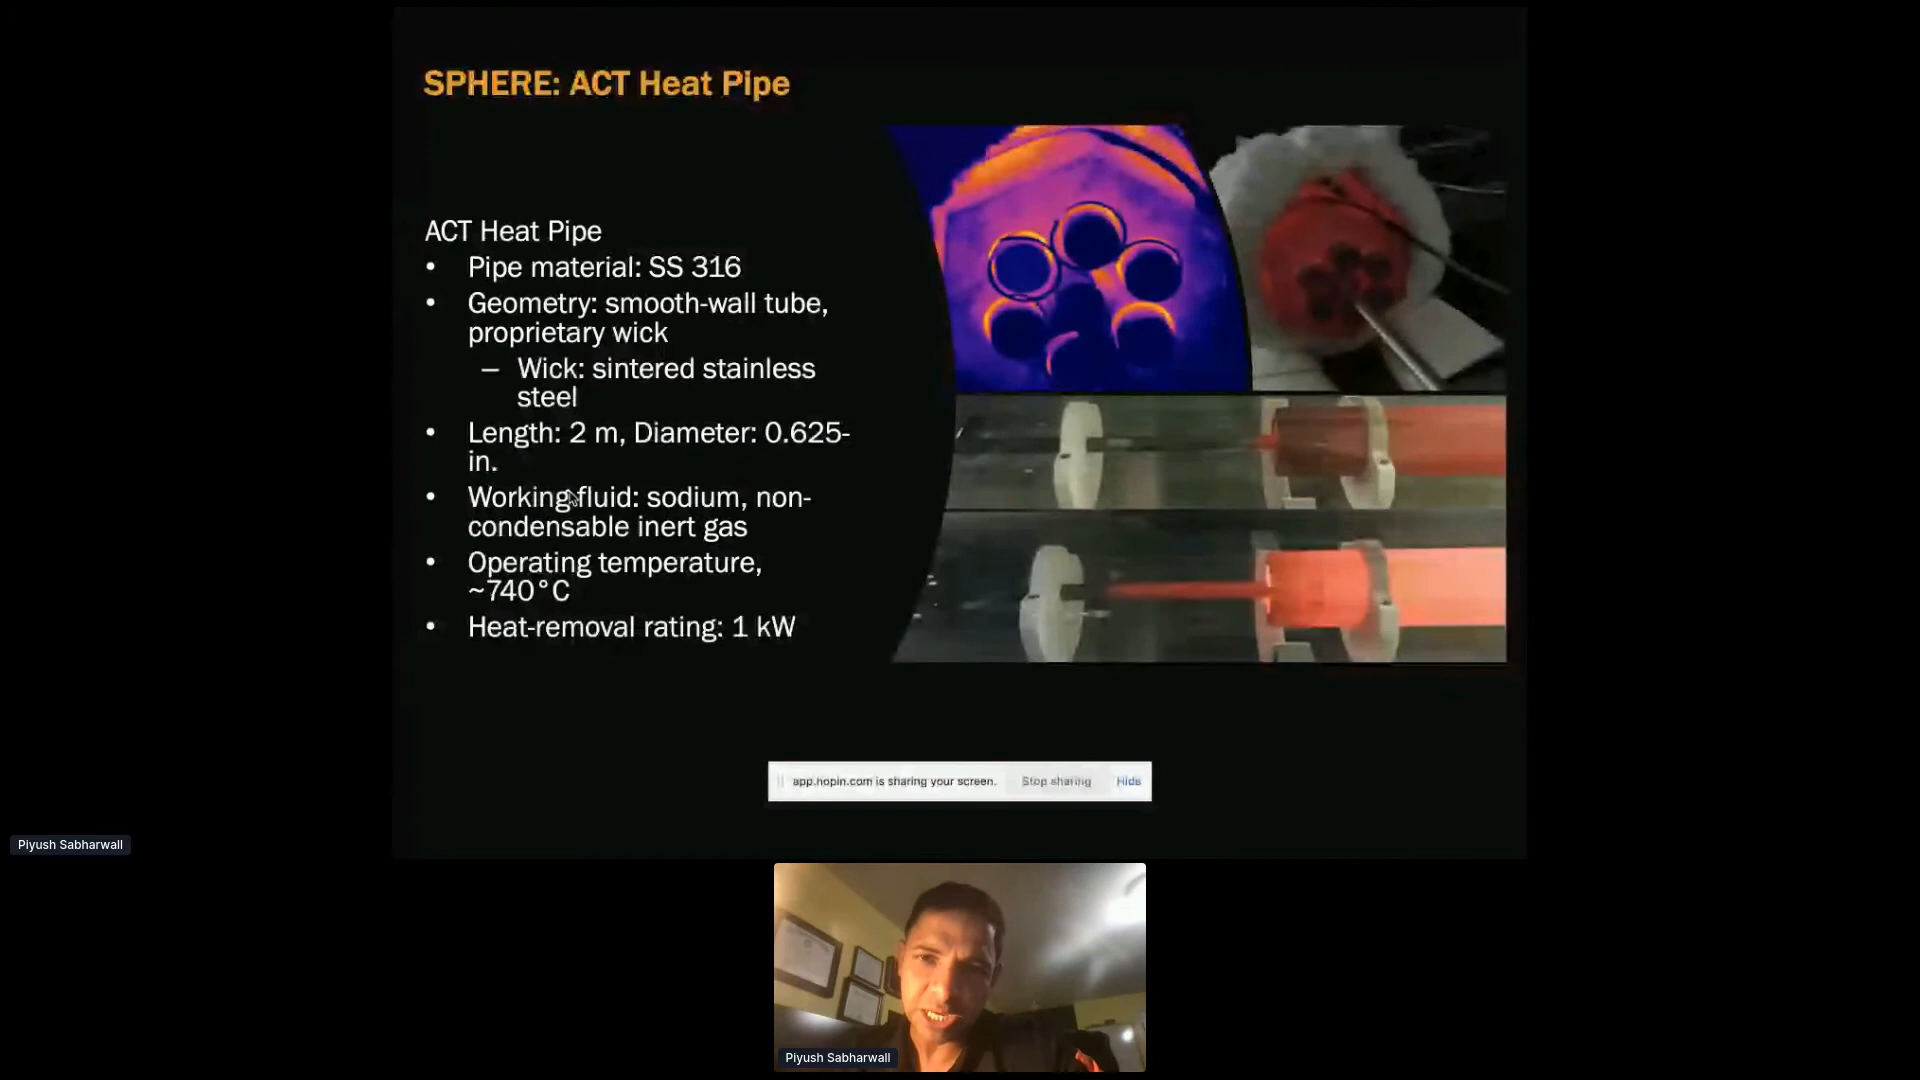 SPHERE: ACT Heat Pipe
ACT Heat Pipe
• Pipe material: SS 316
• Geometry: smooth-wall tube,
proprietary wick
– Wick: sintered stainless
steel
• Length: 2 m, Diameter: 0.625-
in.
• Working fluid: sodium, non-
condensable inert gas
• Operating temperature,
~740°C
• Heat-removal rating: 1 kW
app.hopin.com is sharing your screen. Stop sharing Hide
Piyush Sabharwall
Piyush Sabharwall